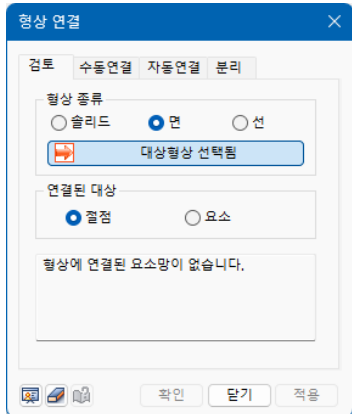 형상 연결
검토 수동연결 자동연결 분리
형상 종류
솔리드 면 선
대상형상 선택됨
연결된 대상
절점 요소
형상에 연결된 요소망이 없습니다.
확인 닫기 적용